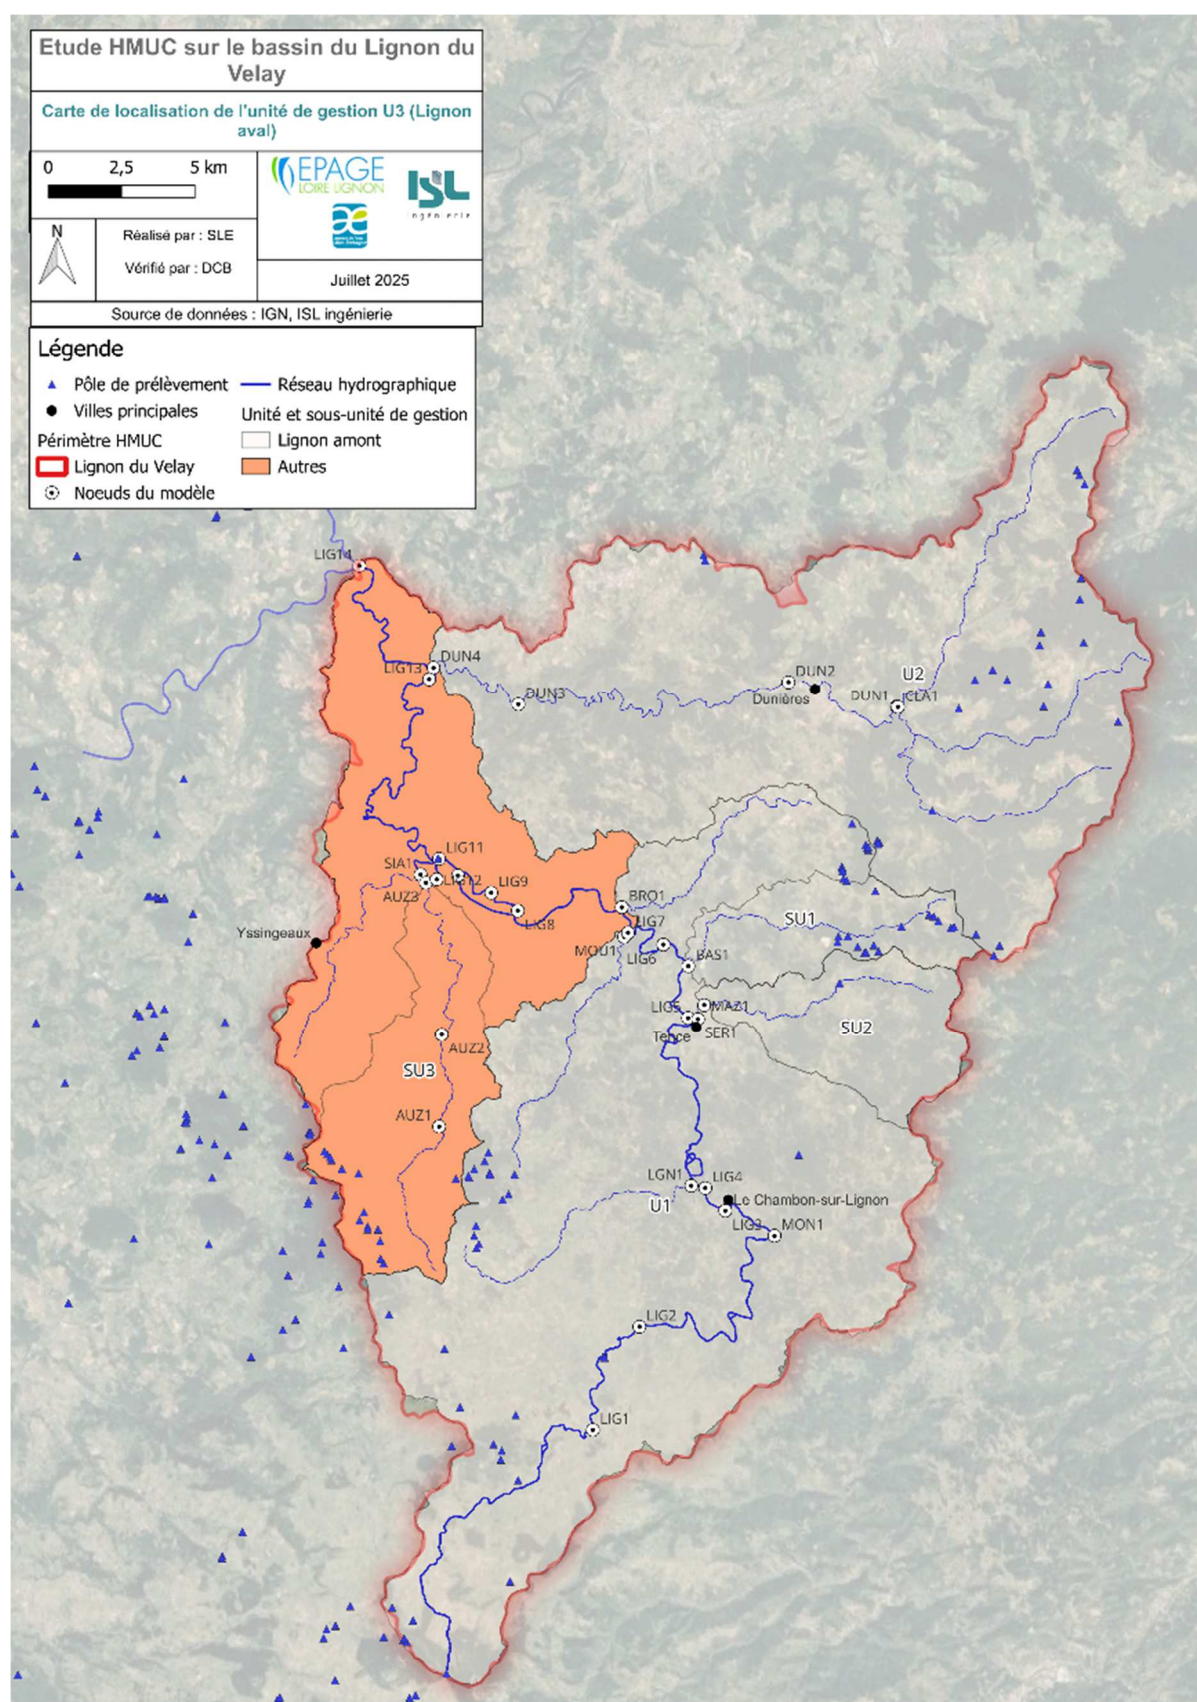 Etude HMUC sur le bassin du Lignon du
Velay
Carte de localisation de l'unité de gestion U3 (Lignon
aval)
0 2,5 5 km
EPAGE
LOIRE LIGNON
ISL
Ingénierie
N
Réalisé par : SLE
Vérifié par : DCB
Juillet 2025
Source de données : IGN, ISL ingénierie
Légende
Pôle de prélèvement
Réseau hydrographique
Villes principales
Unité et sous-unité de gestion
Périmètre HMUC
Lignon amont
Lignon du Velay
Autres
Noeuds du modèle
LIG14
DUN4
LIG13
DUN3
DUN2
U2
Dunières
DUN1
CLA1
LIG11
SIA1
LIG12
LIG9
AUZ3
BRO1
LIG8
LIG7
SU1
Yssingeaux
MOU1
LIG6
BAS1
LIG5
MAZ1
Tence
SER1
SU2
AUZ2
SU3
AUZ1
LGN1
LIG4
U1
Le Chambon-sur-Lignon
LIG3
MON1
LIG2
LIG1